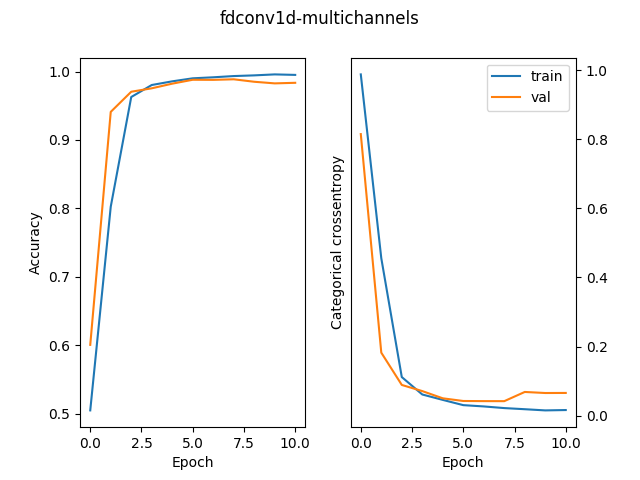 fdconv1d-multichannels
1.0
0.9
0.8
0.7
0.6
0.5
Accuracy
0.0 2.5 5.0 7.5 10.0
Epoch
train
val
Categorical crossentropy
1.0
0.8
0.6
0.4
0.2
0.0
0.0 2.5 5.0 7.5 10.0
Epoch